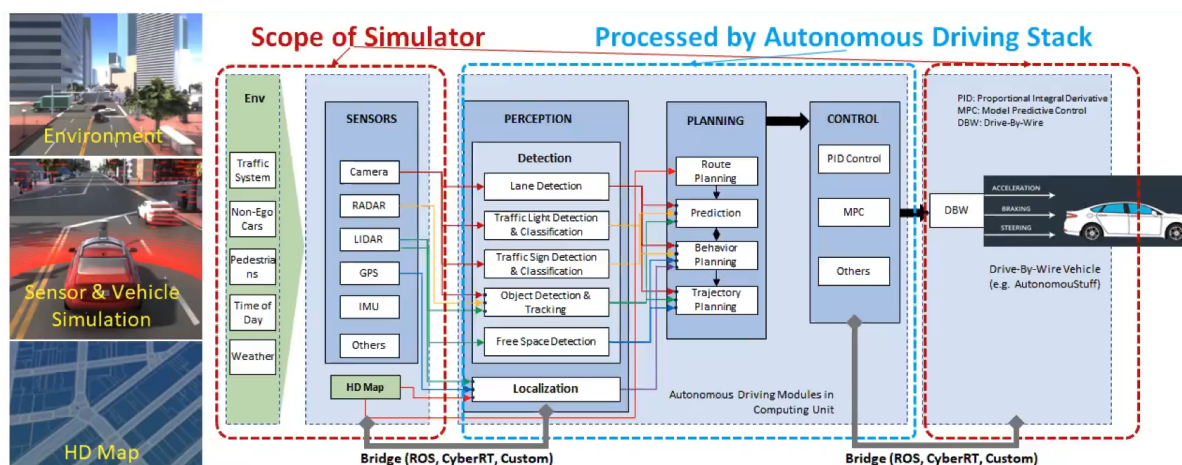 Environment
Sensor & Vehicle
Simulation
HD Map
Scope of Simulator
Processed by Autonomous Driving Stack
Env
Traffic
System
Non-Ego
Cars
Pedestri
ans
Time of
Day
Weather
SENSORS
Camera
RADAR
LIDAR
GPS
IMU
Others
HD Map
PERCEPTION
Detection
Lane Detection
Traffic Light Detection
& Classification
Traffic Sign Detection
& Classification
Object Detection &
Tracking
Free Space Detection
Localization
PLANNING
Route
Planning
Prediction
Behavior
Planning
Trajectory
Planning
CONTROL
PID Control
MPC
Others
Autonomous Driving Modules in
Computing Unit
PID: Proportional Integral Derivative
MPC: Model Predictive Control
DBW: Drive-By-Wire
DBW
ACCELERATION
BRAKING
STEERING
Drive-By-Wire Vehicle
(e.g. AutonomouStuff)
Bridge (ROS, CyberRT, Custom)
Bridge (ROS, CyberRT, Custom)